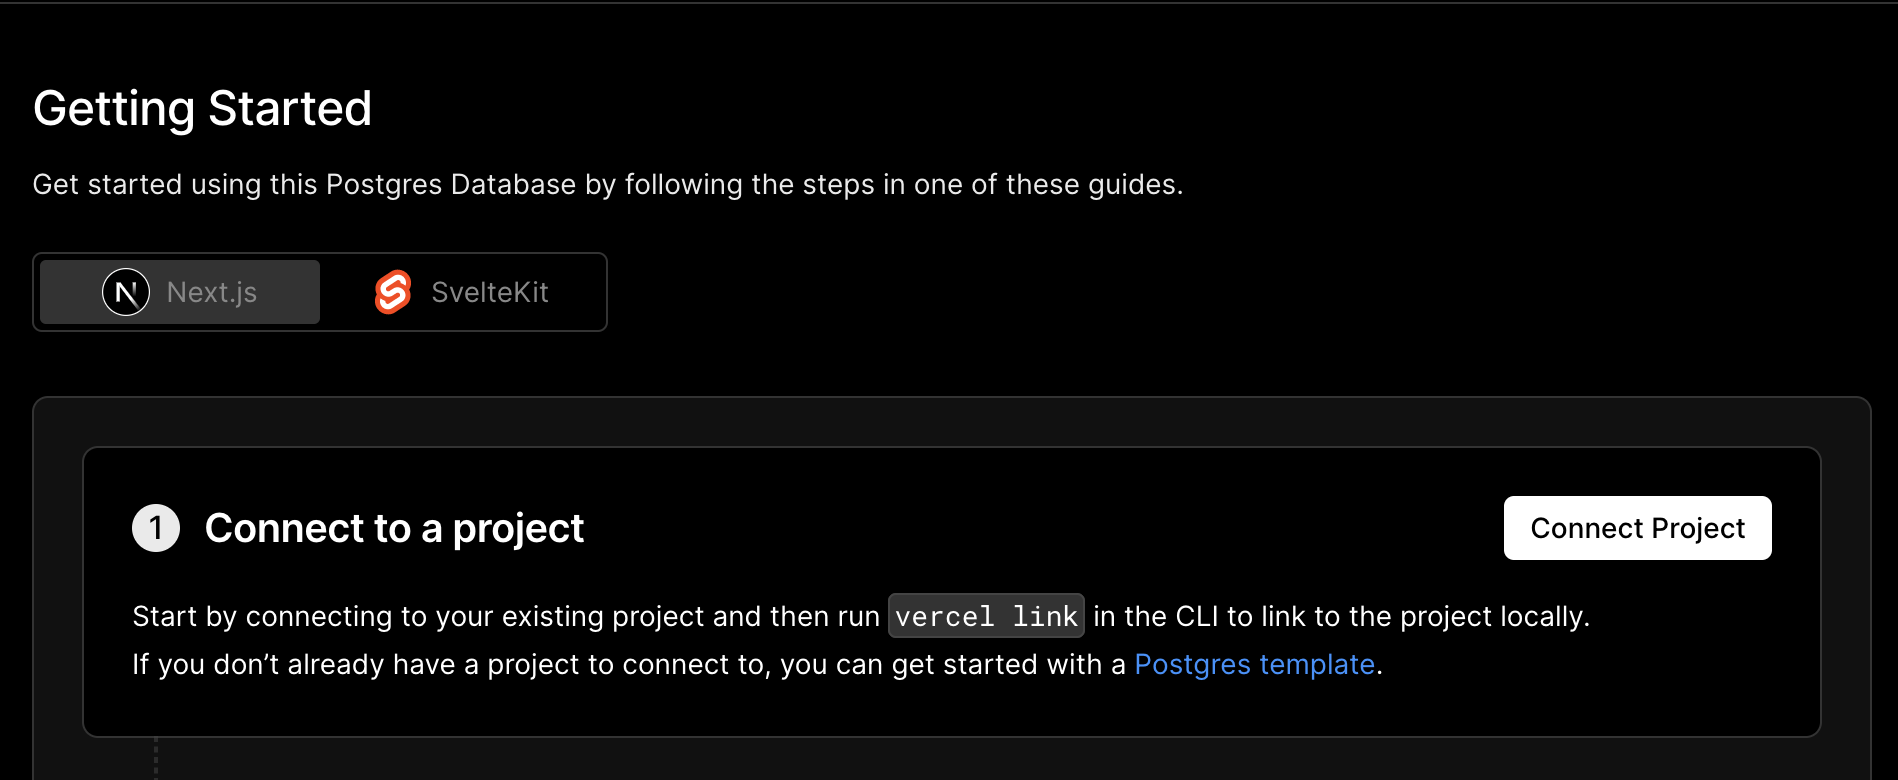 Getting Started
Get started using this Postgres Database by following the steps in one of these guides.
N Next.js SvelteKit
1 Connect to a project Connect Project
Start by connecting to your existing project and then run vercel link in the CLI to link to the project locally.
If you don’t already have a project to connect to, you can get started with a Postgres template.